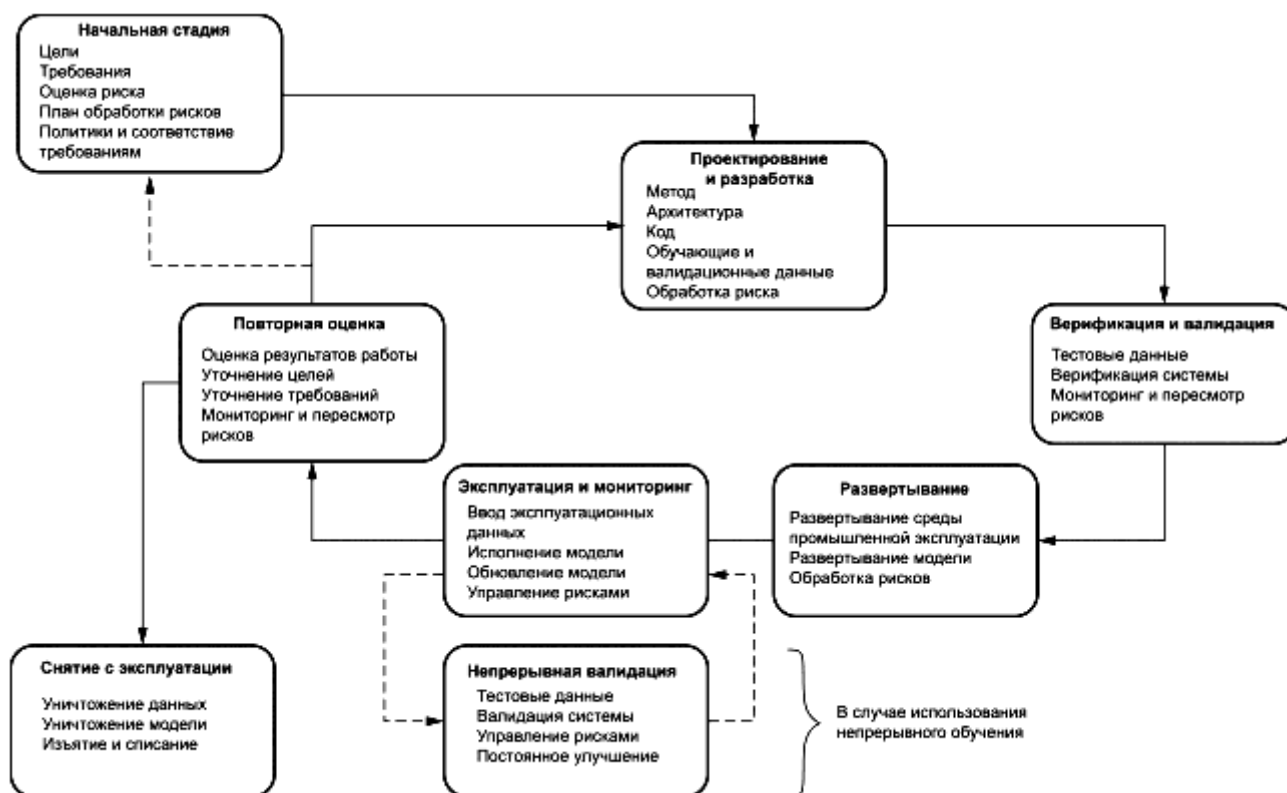 Начальная стадия
Цели
Требования
Оценка риска
План обработки рисков
Политики и соответствие
требованиям
Проектирование
и разработка
Метод
Архитектура
Код
Обучающие и
валидационные данные
Обработка риска
Повторная оценка
Оценка результатов работы
Уточнение целей
Уточнение требований
Мониторинг и пересмотр
рисков
Верификация и валидация
Тестовые данные
Верификация системы
Мониторинг и пересмотр
рисков
Эксплуатация и мониторинг
Ввод эксплуатационных
данных
Исполнение модели
Обновление модели
Управление рисками
Развертывание
Развертывание среды
промышленной эксплуатации
Развертывание модели
Обработка рисков
Снятие с эксплуатации
Уничтожение данных
Уничтожение модели
Изъятие и списание
Непрерывная валидация
Тестовые данные
Валидация системы
Управление рисками
Постоянное улучшение
В случае использования
непрерывного обучения